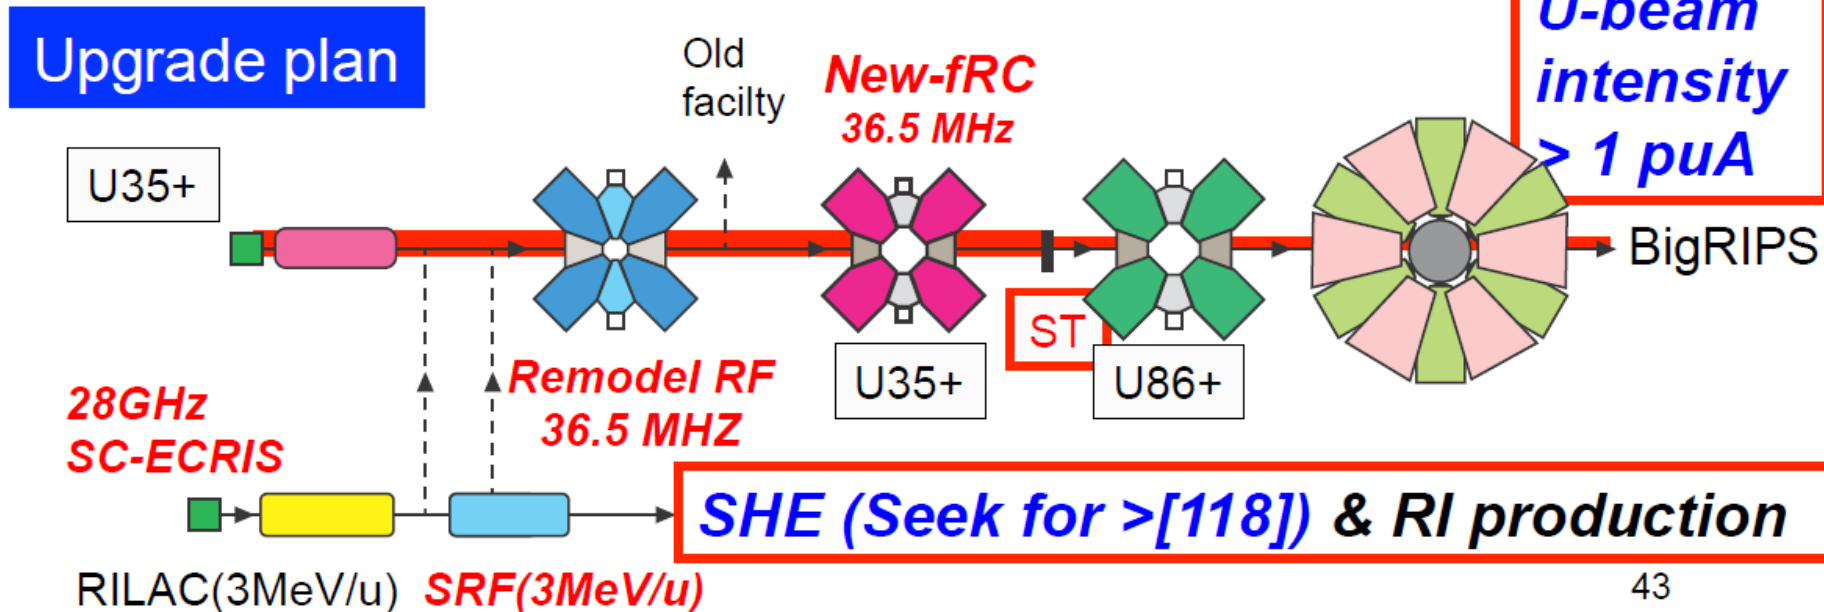 Upgrade plan
Old
facilty
New-fRC
36.5 MHz
U-beam
intensity
> 1 puA
U35+
BigRIPS
ST
U35+
U86+
Remodel RF
36.5 MHZ
28GHz
SC-ECRIS
SHE (Seek for >[118]) & RI production
RILAC(3MeV/u)
SRF(3MeV/u)
43